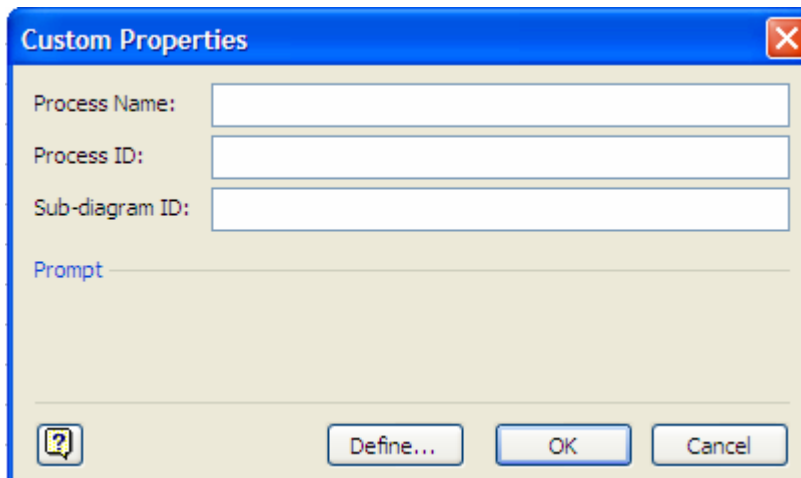 Custom Properties
Process Name:
Process ID:
Sub-diagram ID:
Prompt
?
Define...
OK
Cancel